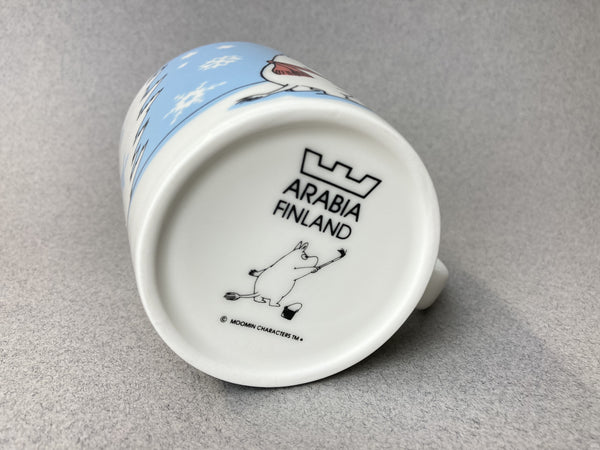 ARABIA
FINLAND
© MOOMIN CHARACTERS TM